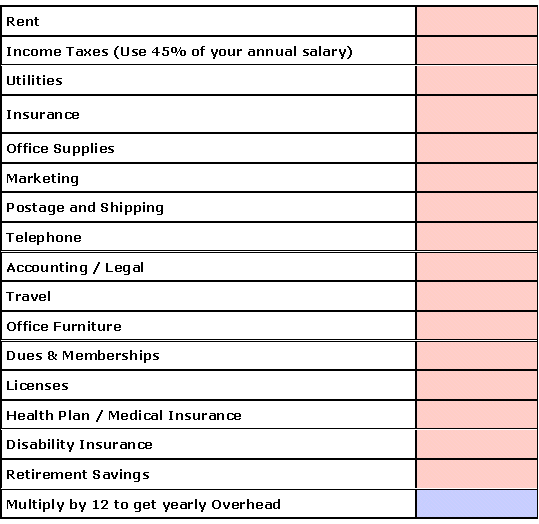 Rent
Income Taxes (Use 45% of your annual salary)
Utilities
Insurance
Office Supplies
Marketing
Postage and Shipping
Telephone
Accounting / Legal
Travel
Office Furniture
Dues & Memberships
Licenses
Health Plan / Medical Insurance
Disability Insurance
Retirement Savings
Multiply by 12 to get yearly Overhead